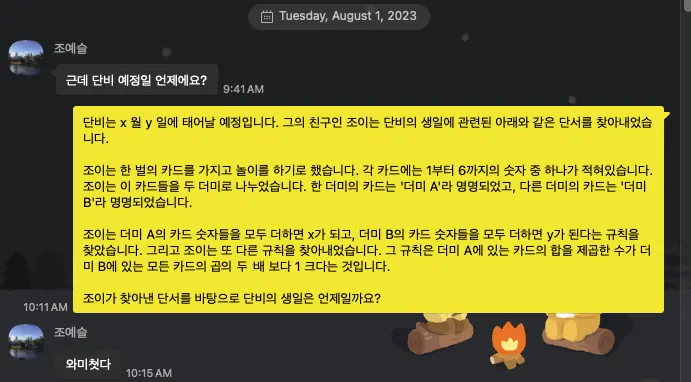 Tuesday, August 1, 2023
조예슬
근데 단비 예정일 언제에요?
9:41 AM
단비는 x 월 y 일에 태어날 예정입니다. 그의 친구인 조이는 단비의 생일에 관련된 아래와 같은 단서를 찾아내었습
니다.
조이는 한 벌의 카드를 가지고 놀이를 하기로 했습니다. 각 카드에는 1부터 6까지의 숫자 중 하나가 적혀있습니다.
조이는 이 카드들을 두 더미로 나누었습니다. 한 더미의 카드는 '더미 A'라 명명되었고, 다른 더미의 카드는 '더미
B'라 명명되었습니다.
조이는 더미 A의 카드 숫자들을 모두 더하면 x가 되고, 더미 B의 카드 숫자들을 모두 더하면 y가 된다는 규칙을
찾았습니다. 그리고 조이는 또 다른 규칙을 찾아내었습니다. 그 규칙은 더미 A에 있는 카드의 합을 제곱한 수가 더
미 B에 있는 모든 카드의 곱의 두 배 보다 1 크다는 것입니다.
조이가 찾아낸 단서를 바탕으로 단비의 생일은 언제일까요?
10:11 AM
조예슬
와미첫다
10:15 AM